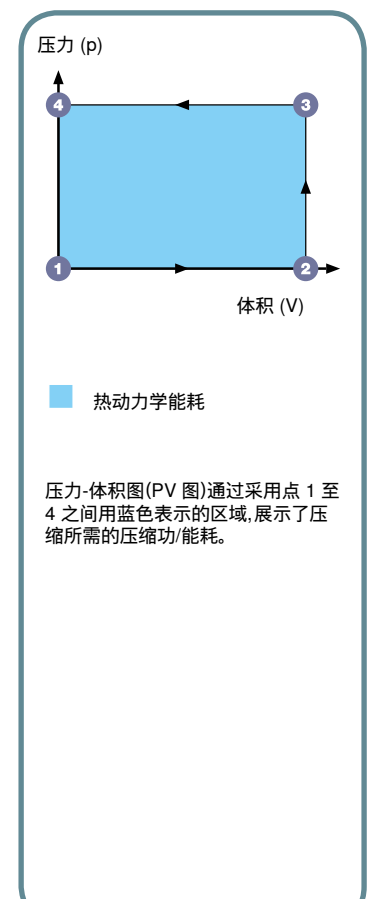 压力 (p)
4
3
1
2
体积 (V)
热动力学能耗
压力-体积图(PV 图)通过采用点 1 至
4 之间用蓝色表示的区域,展示了压
缩所需的压缩功/能耗。